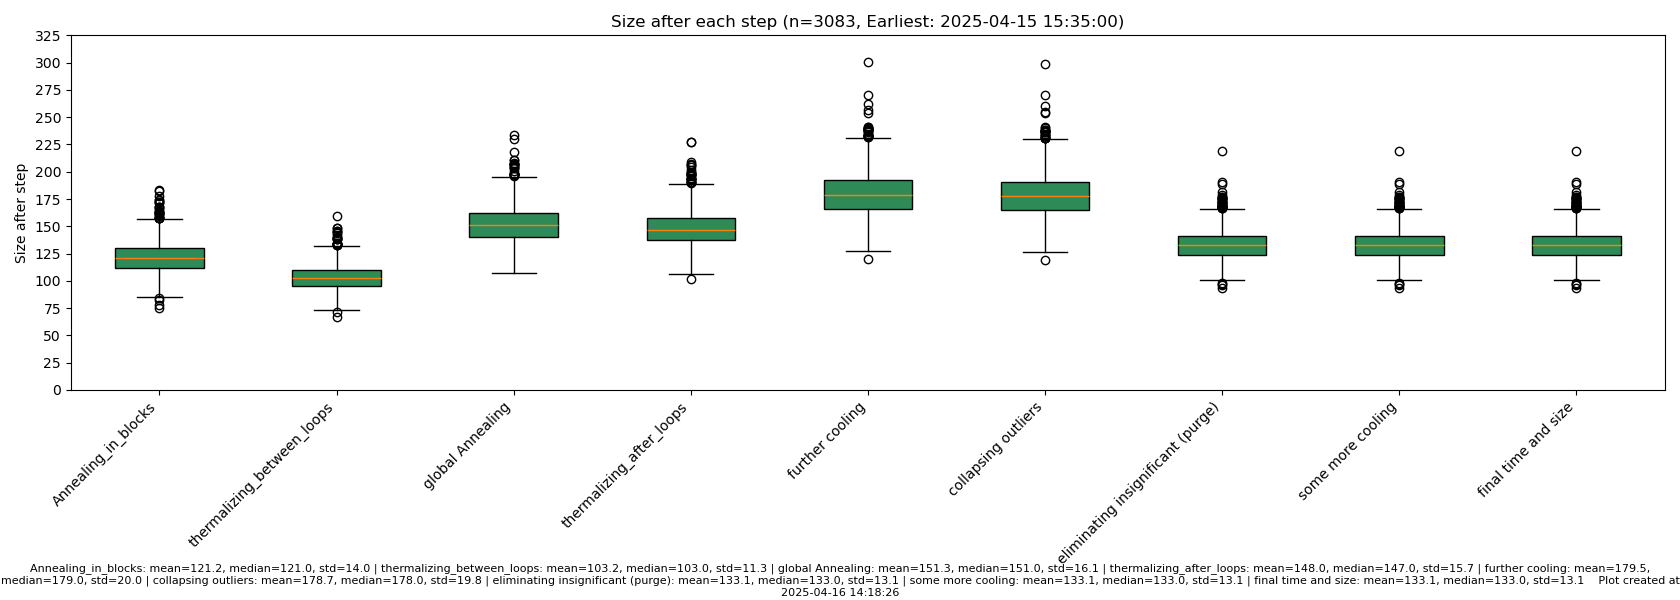 Size after each step (n=3083, Earliest: 2025-04-15 15:35:00)
325
300
275
250
225
200
175
150
125
100
75
50
25
0
Size after step
Annealing_in_blocks
thermalizing_between_loops
global Annealing
thermalizing_after_loops
further cooling
collapsing outliers
eliminating insignificant (purge)
some more cooling
final time and size
Annealing_in_blocks: mean=121.2, median=121.0, std=14.0 | thermalizing_between_loops: mean=103.2, median=103.0, std=11.3 | global Annealing: mean=151.3, median=151.0, std=16.1 | thermalizing_after_loops: mean=148.0, median=147.0, std=15.7 | further cooling: mean=179.5,
median=179.0, std=20.0 | collapsing outliers: mean=178.7, median=178.0, std=19.8 | eliminating insignificant (purge): mean=133.1, median=133.0, std=13.1 | some more cooling: mean=133.1, median=133.0, std=13.1 | final time and size: mean=133.1, median=133.0, std=13.1    Plot created at
2025-04-16 14:18:26